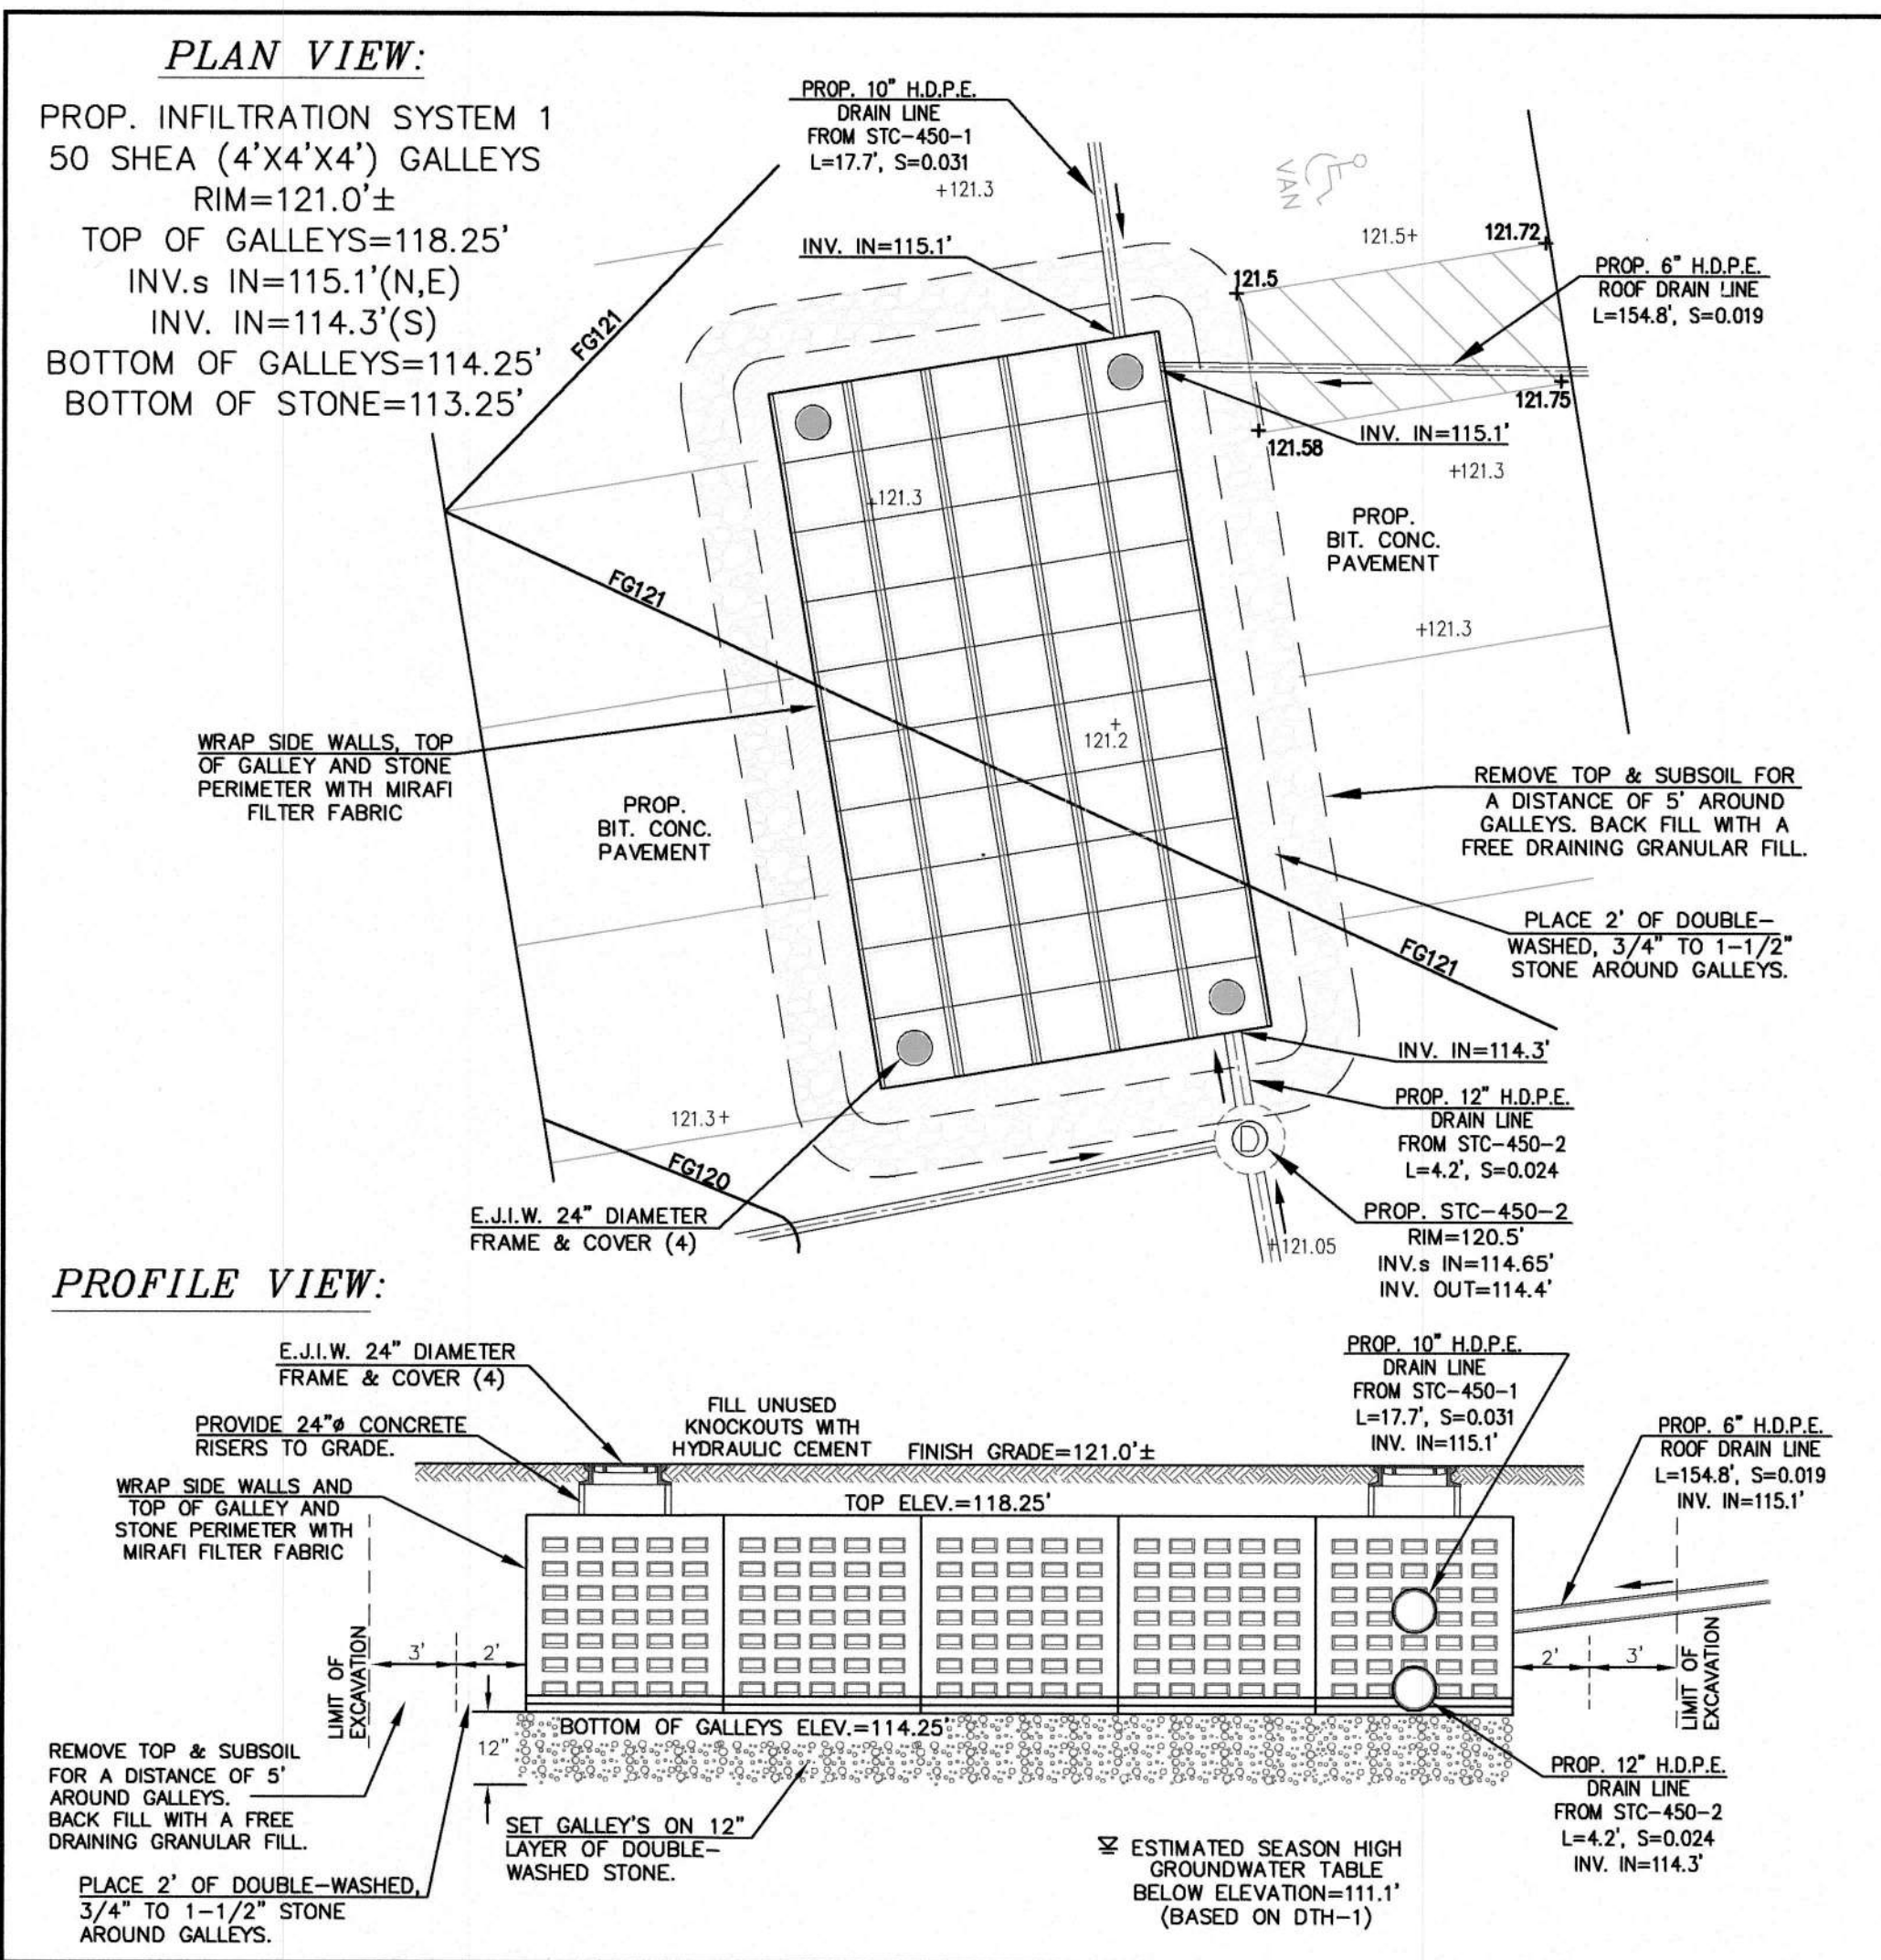 PLAN VIEW:
PROP. INFILTRATION SYSTEM 1
50 SHEA (4'X4'X4') GALLEYS
RIM=121.0'±
TOP OF GALLEYS=118.25'
INV.s IN=115.1'(N,E)
INV. IN=114.3'(S)
BOTTOM OF GALLEYS=114.25'
BOTTOM OF STONE=113.25'
PROP. 10" H.D.P.E.
DRAIN LINE
FROM STC-450-1
L=17.7', S=0.031
+121.3
INV. IN=115.1'
VAN
121.5+
121.72
121.5
PROP. 6" H.D.P.E.
ROOF DRAIN LINE
L=154.8', S=0.019
121.75
INV. IN=115.1'
121.58
+121.3
FG121
+121.3
PROP.
BIT. CONC.
PAVEMENT
FG121
+121.3
+
121.2
WRAP SIDE WALLS, TOP
OF GALLEY AND STONE
PERIMETER WITH MIRAFI
FILTER FABRIC
PROP.
BIT. CONC.
PAVEMENT
REMOVE TOP & SUBSOIL FOR
A DISTANCE OF 5' AROUND
GALLEYS. BACK FILL WITH A
FREE DRAINING GRANULAR FILL.
PLACE 2' OF DOUBLE-
WASHED, 3/4" TO 1-1/2"
STONE AROUND GALLEYS.
FG121
INV. IN=114.3'
PROP. 12" H.D.P.E.
DRAIN LINE
FROM STC-450-2
L=4.2', S=0.024
121.3+
D
FG120
E.J.I.W. 24" DIAMETER
FRAME & COVER (4)
PROP. STC-450-2
RIM=120.5'
INV.s IN=114.65'
INV. OUT=114.4'
+121.05
PROFILE VIEW:
E.J.I.W. 24" DIAMETER
FRAME & COVER (4)
PROVIDE 24"ø CONCRETE
RISERS TO GRADE.
WRAP SIDE WALLS AND
TOP OF GALLEY AND
STONE PERIMETER WITH
MIRAFI FILTER FABRIC
FILL UNUSED
KNOCKOUTS WITH
HYDRAULIC CEMENT
FINISH GRADE=121.0'±
TOP ELEV.=118.25'
PROP. 10" H.D.P.E.
DRAIN LINE
FROM STC-450-1
L=17.7', S=0.031
INV. IN=115.1'
PROP. 6" H.D.P.E.
ROOF DRAIN LINE
L=154.8', S=0.019
INV. IN=115.1'
LIMIT OF
EXCAVATION
3'
2'
2'
3'
LIMIT OF
EXCAVATION
BOTTOM OF GALLEYS ELEV.=114.25'
12"
REMOVE TOP & SUBSOIL
FOR A DISTANCE OF 5'
AROUND GALLEYS.
BACK FILL WITH A FREE
DRAINING GRANULAR FILL.
PLACE 2' OF DOUBLE-WASHED,
3/4" TO 1-1/2" STONE
AROUND GALLEYS.
SET GALLEY'S ON 12"
LAYER OF DOUBLE-
WASHED STONE.
ESTIMATED SEASON HIGH
GROUNDWATER TABLE
BELOW ELEVATION=111.1'
(BASED ON DTH-1)
PROP. 12" H.D.P.E.
DRAIN LINE
FROM STC-450-2
L=4.2', S=0.024
INV. IN=114.3'